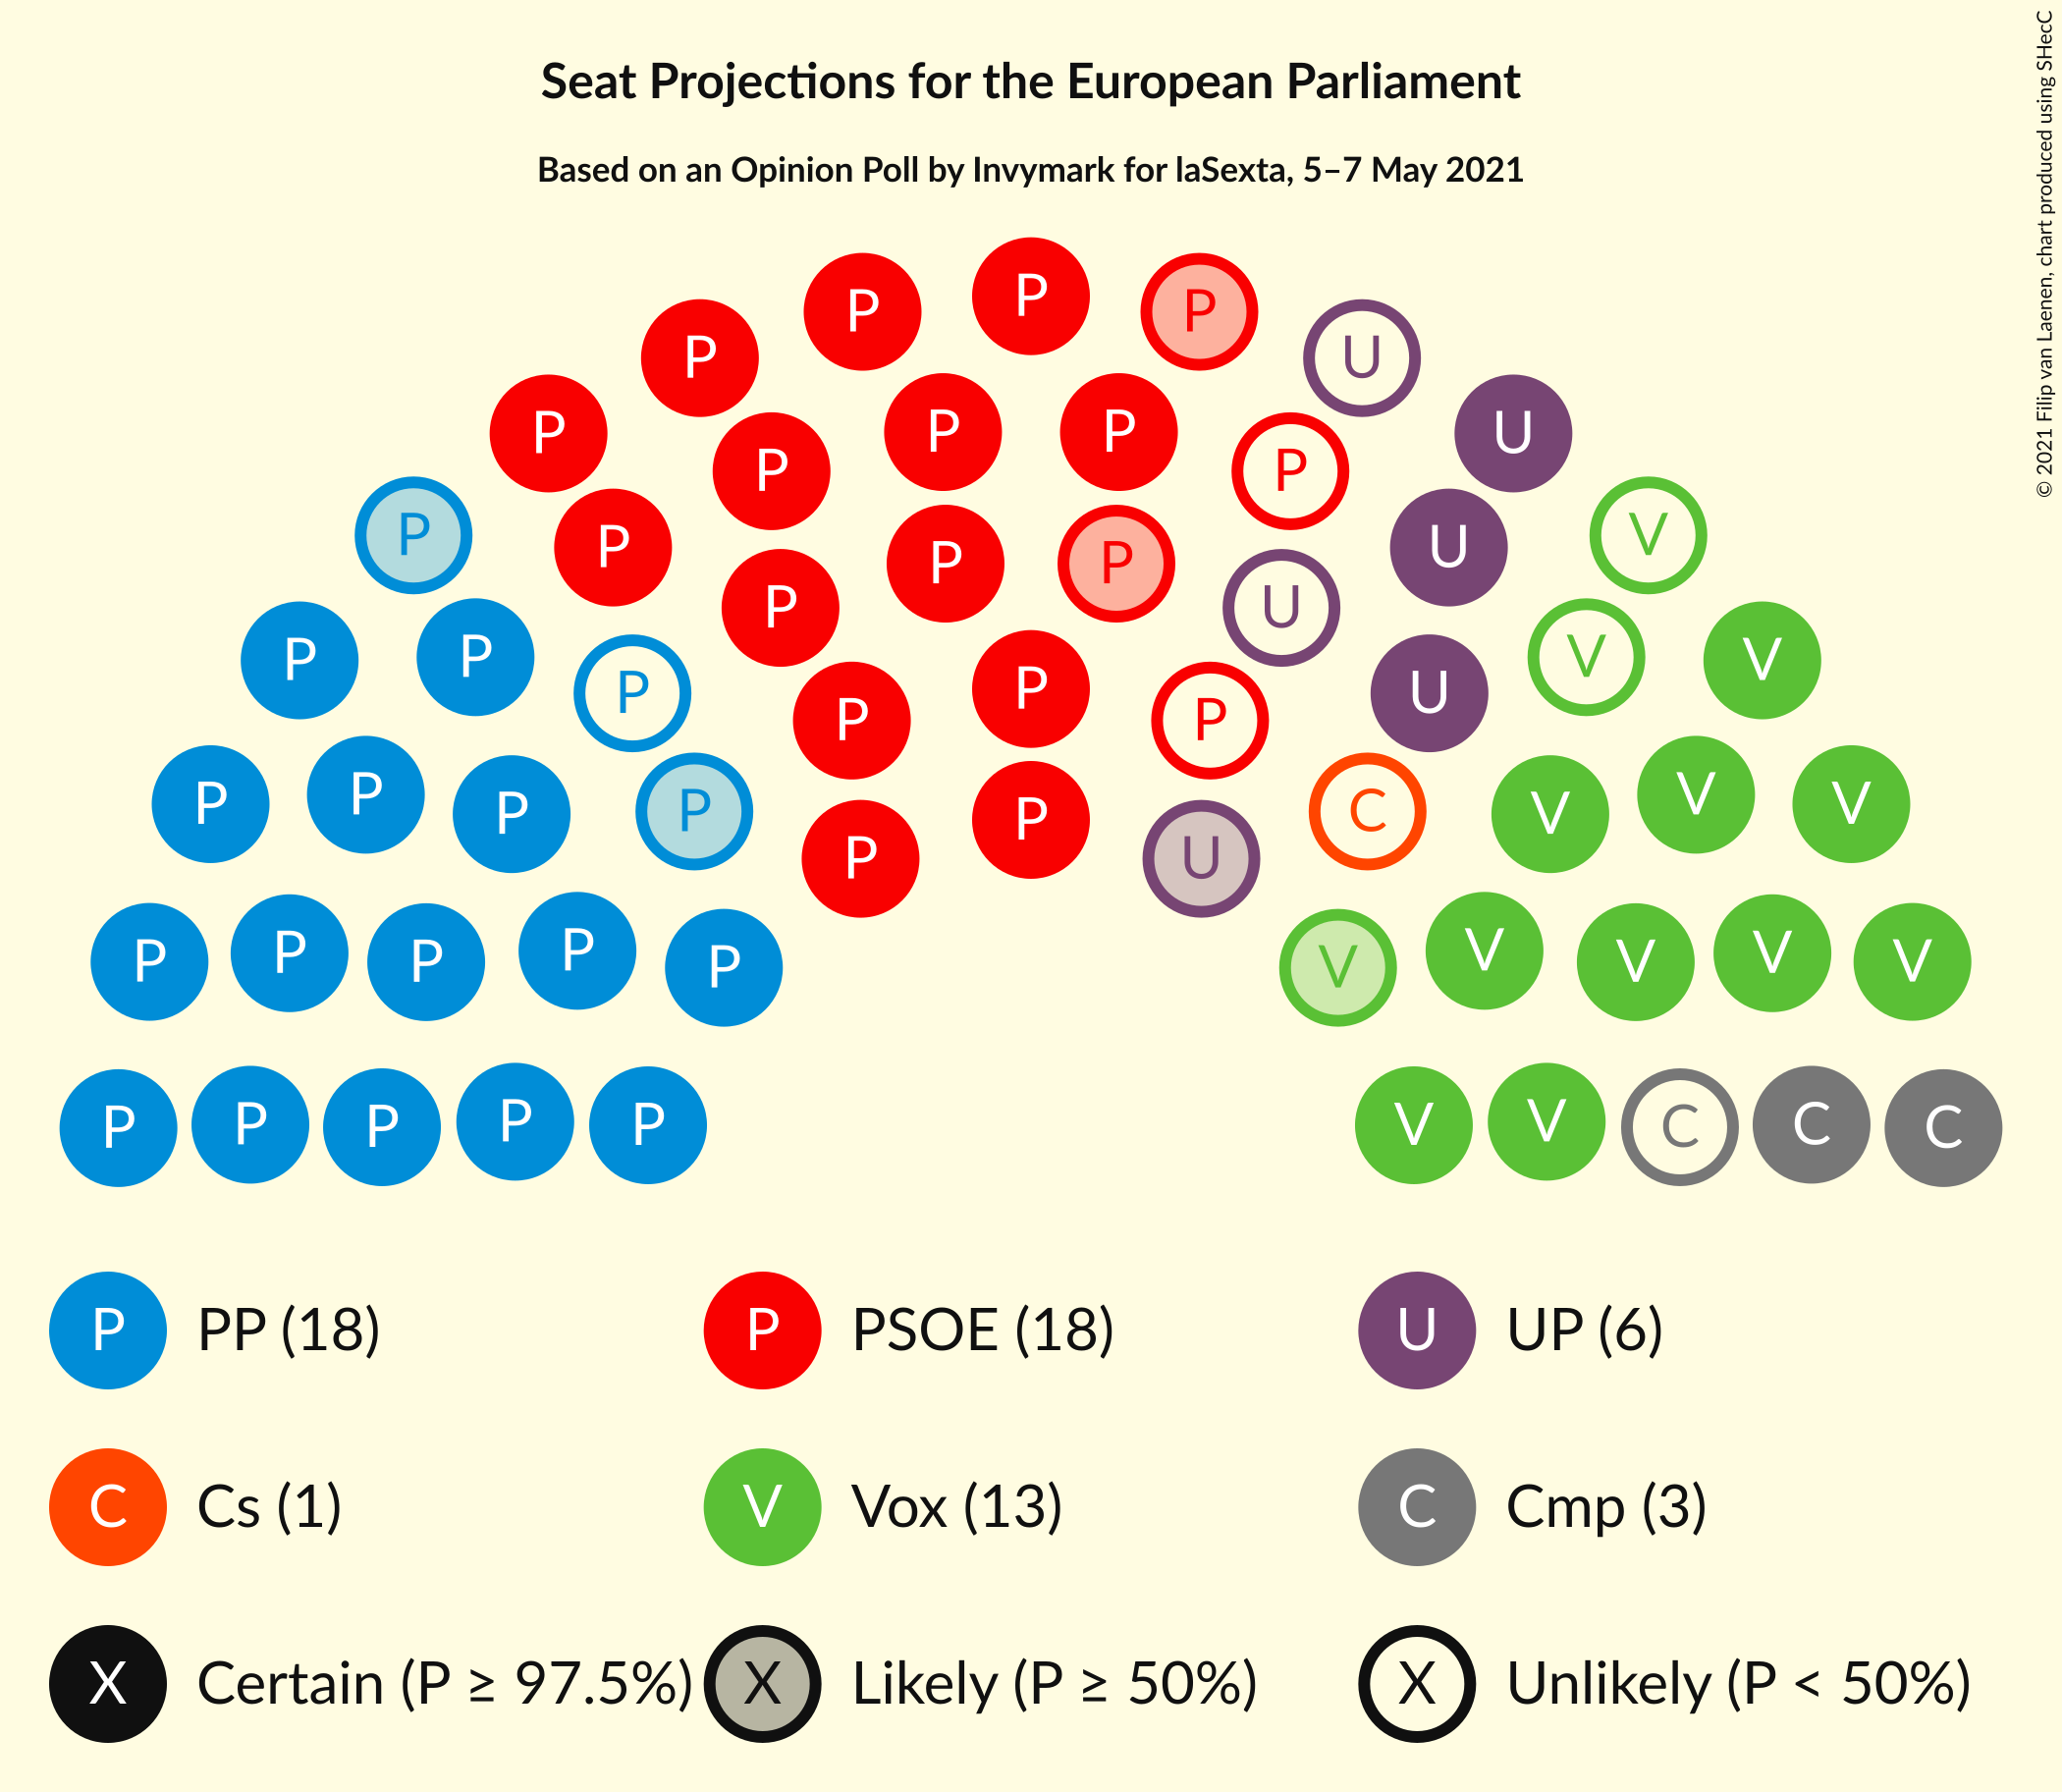 © 2021 Filip van Laenen, chart produced using SHecC
Seat Projections for the European Parliament
Based on an Opinion Poll by Invymark for laSexta, 5–7 May 2021
P
P P
P U
P P P U
P P
P P P P U V
P U
P P V V
P P U
P P
P P P P P C V V V
P U
P P P P P V V V V V
P P P P P V V C C C
P PP (18) P PSOE (18) U UP (6)
C Cs (1) V Vox (13) C Cmp (3)
X Certain (P ≥ 97.5%) X Likely (P ≥ 50%) X Unlikely (P < 50%)